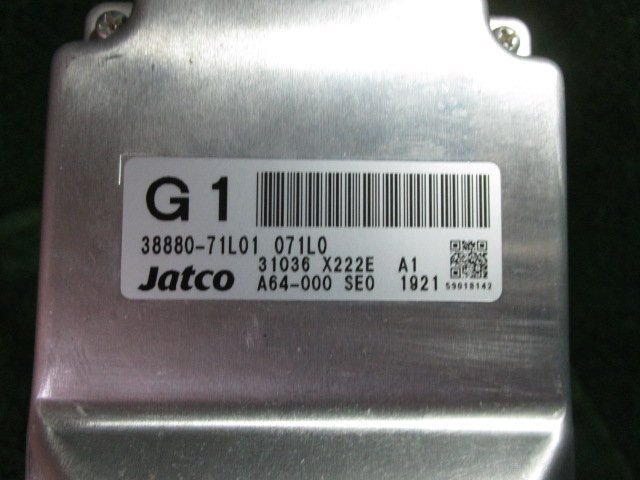 G1
38880-71L01 071L0
31036 X222E A1
Jatco A64-000 SE0 1921
59018142